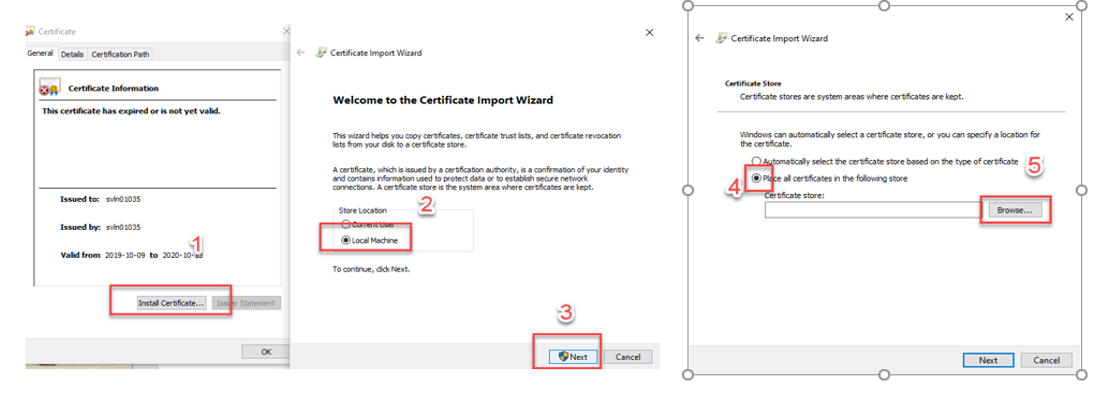 Certificate
General Details Certification Path
Certificate Information
This certificate has expired or is not yet valid.
Issued to: svln01035
Issued by: svln01035
1
Valid from 2019-10-09 to 2020-10-
Install Certificate... Issuer Statement
OK
Certificate Import Wizard
Welcome to the Certificate Import Wizard
This wizard helps you copy certificates, certificate trust lists, and certificate revocation
lists from your disk to a certificate store.
A certificate, which is issued by a certification authority, is a confirmation of your identity
and contains information used to protect data or to establish secure network
connections. A certificate store is the system area where certificates are kept.
2
Store Location
Current User
Local Machine
To continue, click Next.
3
Next Cancel
Certificate Import Wizard
Certificate Store
Certificate stores are system areas where certificates are kept.
Windows can automatically select a certificate store, or you can specify a location for
the certificate.
5
Automatically select the certificate store based on the type of certificate
4
Place all certificates in the following store
Certificate store:
Browse...
Next Cancel